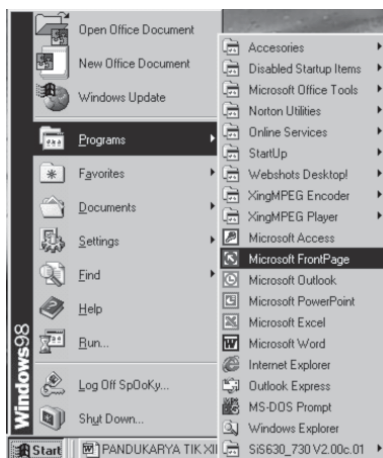 Open Office Document
New Office Document
Windows Update
Programs
Favorites
Documents
Settings
Find
Help
Run...
Log Off SpOoKy...
Shut Down...
Windows98
Accesories
Disabled Startup Items
Microsoft Office Tools
Norton Utilities
Online Services
StartUp
Webshots Desktop!
XingMPEG Encoder
XingMPEG Player
Microsoft Access
Microsoft FrontPage
Microsoft Outlook
Microsoft PowerPoint
Microsoft Excel
Microsoft Word
Internet Explorer
Outlook Express
MS-DOS Prompt
Windows Explorer
SiS630_730 V2.00c.01
Start
PANDUKARYA TIK XII